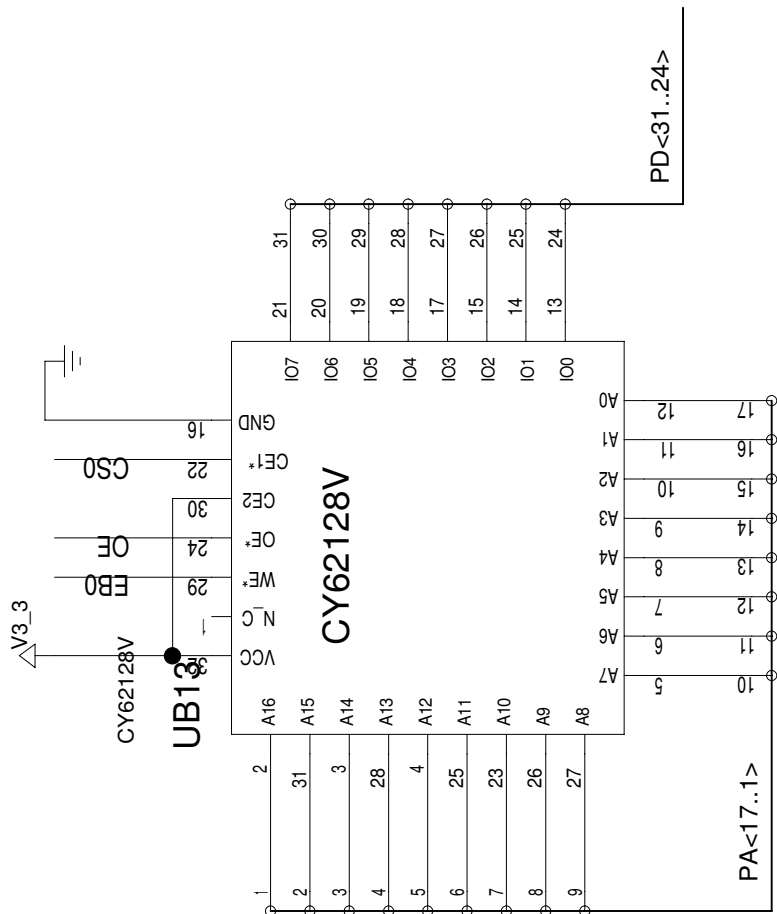 PD<31..24>
31 30 29 28 27 26 25 24
21 20 19 18 17 15 14 13
IO7 IO6 IO5 IO4 IO3 IO2 IO1 IO0
16 GND
CS0 22 CE1*
30 CE2
OE 24 OE*
EB0 29 WE*
1 N_C
V3_3
32 VCC
CY62128V
UB13
CY62128V
A0 12 17
A1 11 16
A2 10 15
A3 9 14
A4 8 13
A5 7 12
A6 6 11
A7 5 10
A16 A15 A14 A13 A12 A11 A10 A9 A8
2 31 3 28 4 25 23 26 27
1 2 3 4 5 6 7 8 9
PA<17..1>